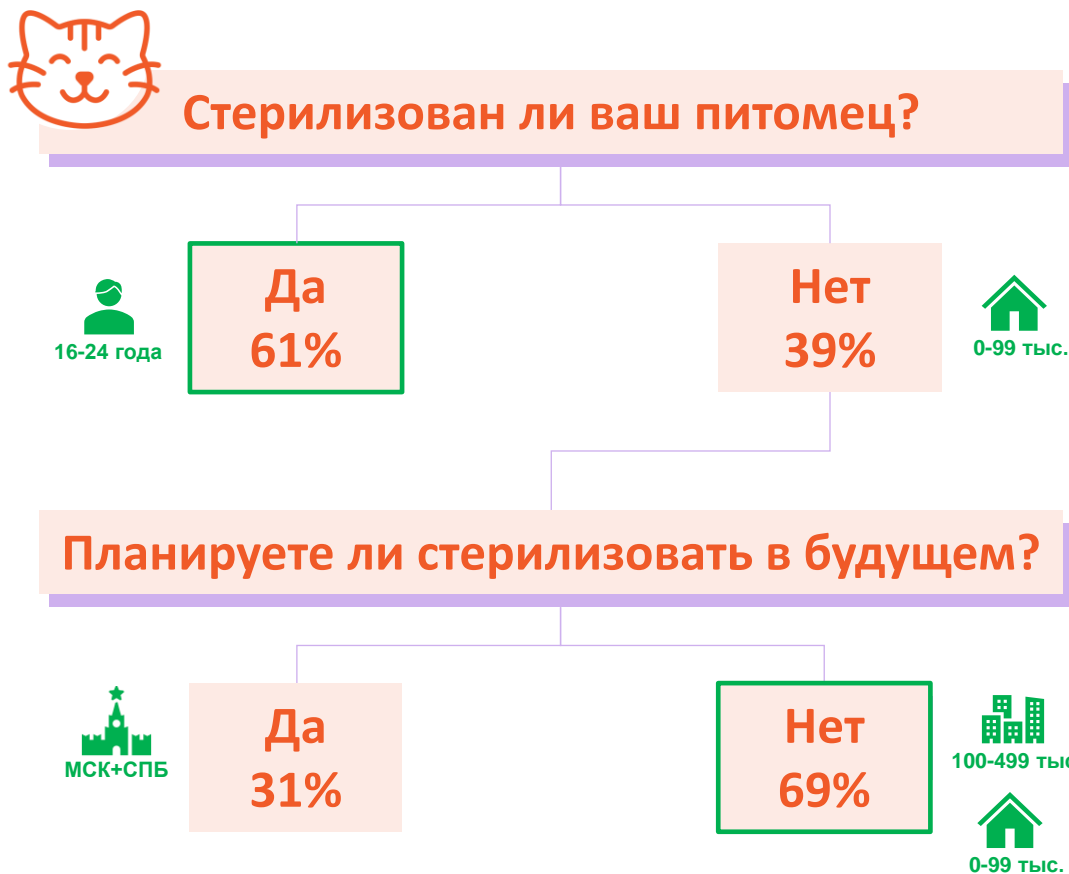 Стерилизован ли ваш питомец?
Да
61%
16-24 года
Нет
39%
0-99 тыс.
Планируете ли стерилизовать в будущем?
Да
31%
МСК+СПБ
Нет
69%
100-499 тыс
0-99 тыс.